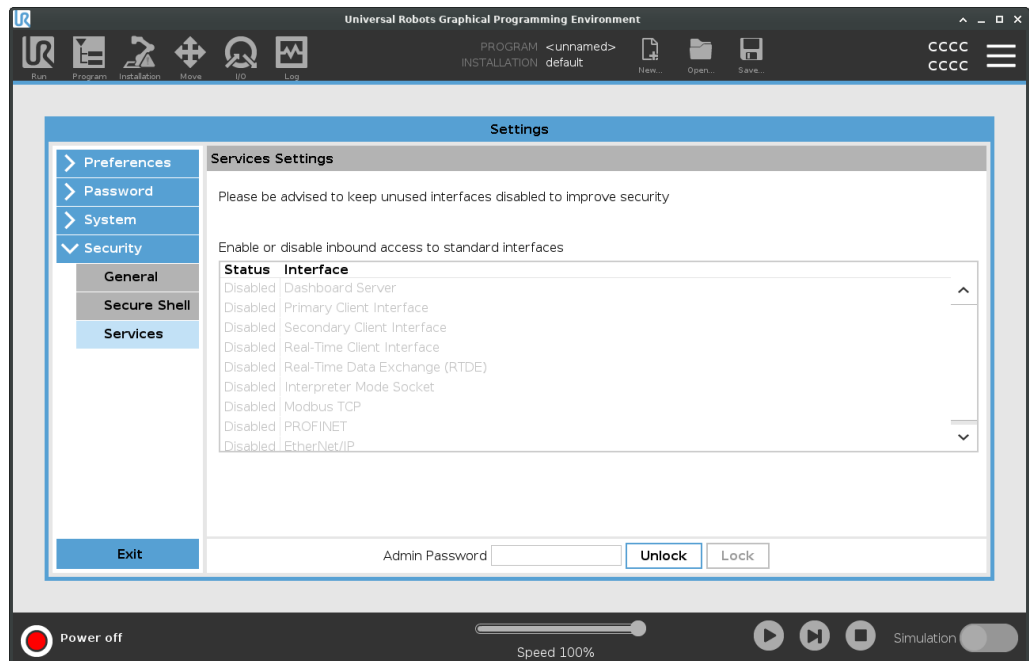 Universal Robots Graphical Programming Environment
UR
Run
Program
Installation
Move
I/O
Log
PROGRAM <unnamed>
INSTALLATION default
New...
Open...
Save...
CCCC
CCCC
Settings
Preferences
Password
System
Security
General
Secure Shell
Services
Exit
Services Settings
Please be advised to keep unused interfaces disabled to improve security
Enable or disable inbound access to standard interfaces
Status Interface
Disabled Dashboard Server
Disabled Primary Client Interface
Disabled Secondary Client Interface
Disabled Real-Time Client Interface
Disabled Real-Time Data Exchange (RTDE)
Disabled Interpreter Mode Socket
Disabled Modbus TCP
Disabled PROFINET
Disabled EtherNet/IP
Admin Password Unlock Lock
Power off
Speed 100%
Simulation